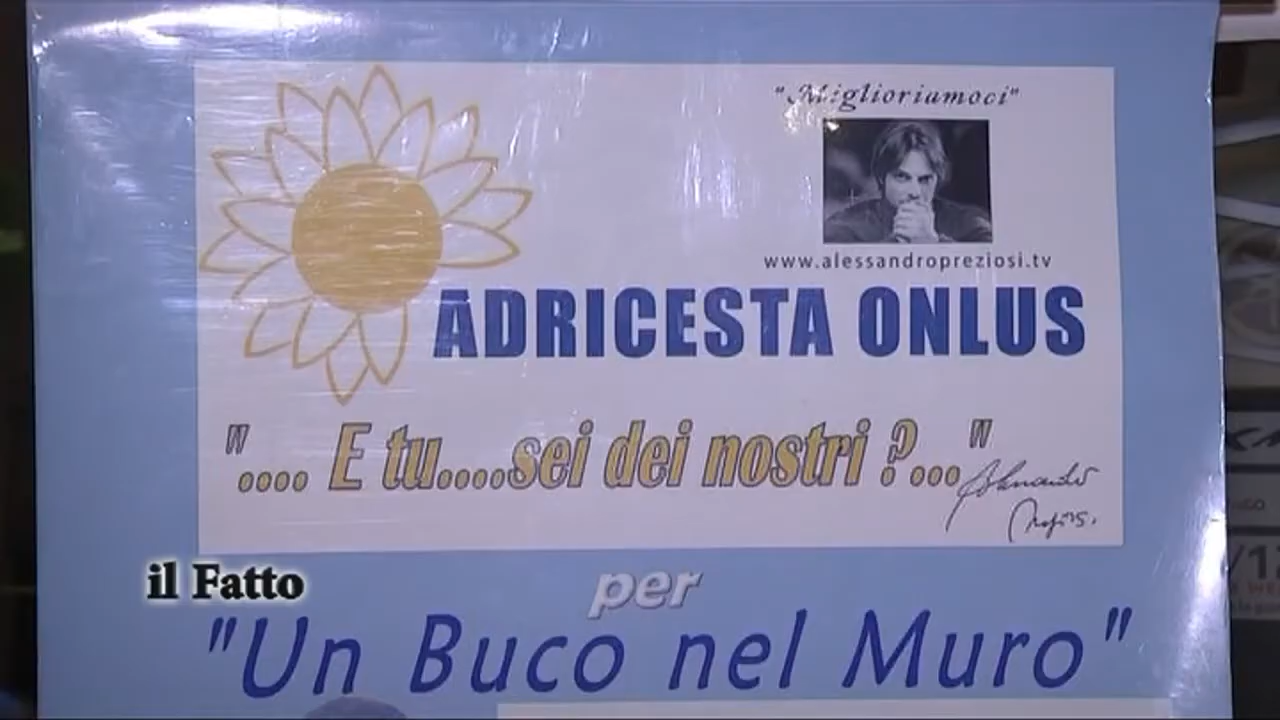 "Miglioriamoci"
www.alessandropreziosi.tv
ADRICESTA ONLUS
".... E tu....sei dei nostri ?..."
il Fatto
per
"Un Buco nel Muro"